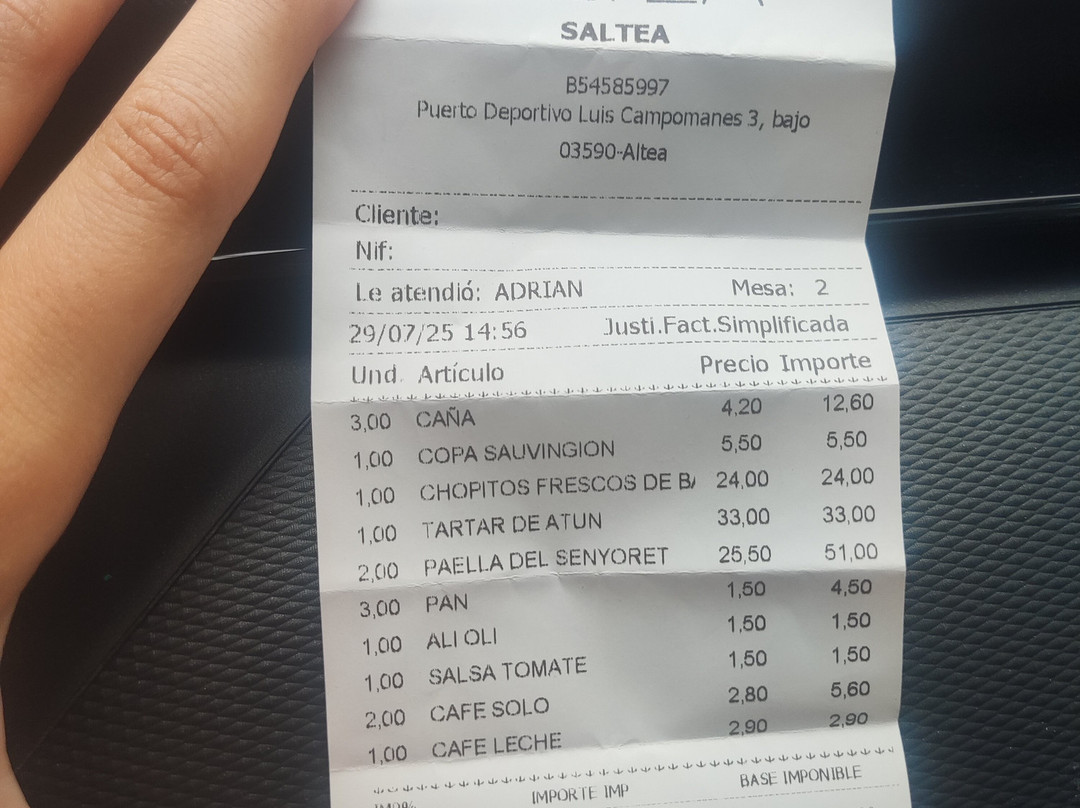 SALTEA
B54585997
Puerto Deportivo Luis Campomanes 3, bajo
03590-Altea
Cliente:
Nif:
Le atendió: ADRIAN Mesa: 2
29/07/25 14:56 Justi.Fact.Simplificada
Und. Artículo Precio Importe
3,00 CAÑA 4,20 12,60
1,00 COPA SAUVINGION 5,50 5,50
1,00 CHOPITOS FRESCOS DE BA 24,00 24,00
1,00 TARTAR DE ATUN 33,00 33,00
2,00 PAELLA DEL SENYORET 25,50 51,00
3,00 PAN 1,50 4,50
1,00 ALI OLI 1,50 1,50
1,00 SALSA TOMATE 1,50 1,50
2,00 CAFE SOLO 2,80 5,60
1,00 CAFE LECHE 2,90 2,90
IMPORTE IMP BASE IMPONIBLE